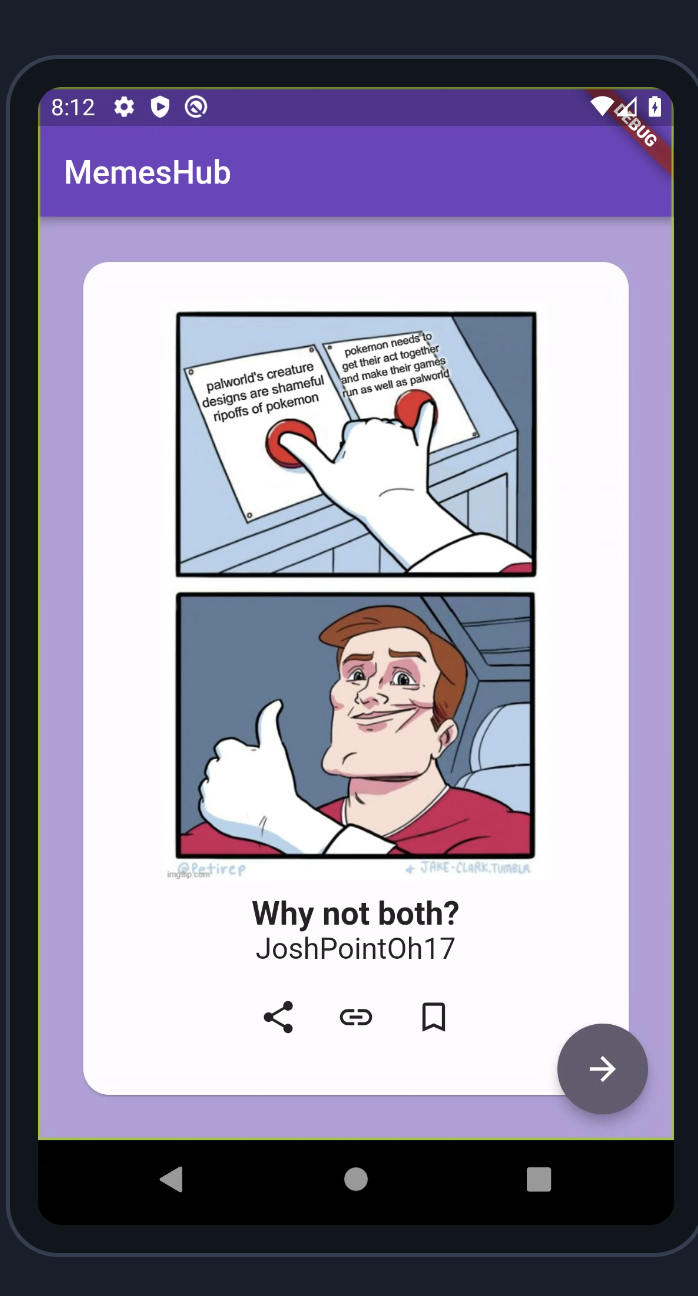 8:12
DEBUG
MemesHub
palworld's creature
designs are shameful
ripoffs of pokemon
pokemon needs to
get their act together
and make their games
run as well as palworld
@Petirep
JAKE-CLARK.TUMBLR
imgflip.com
Why not both?
JoshPointOh17